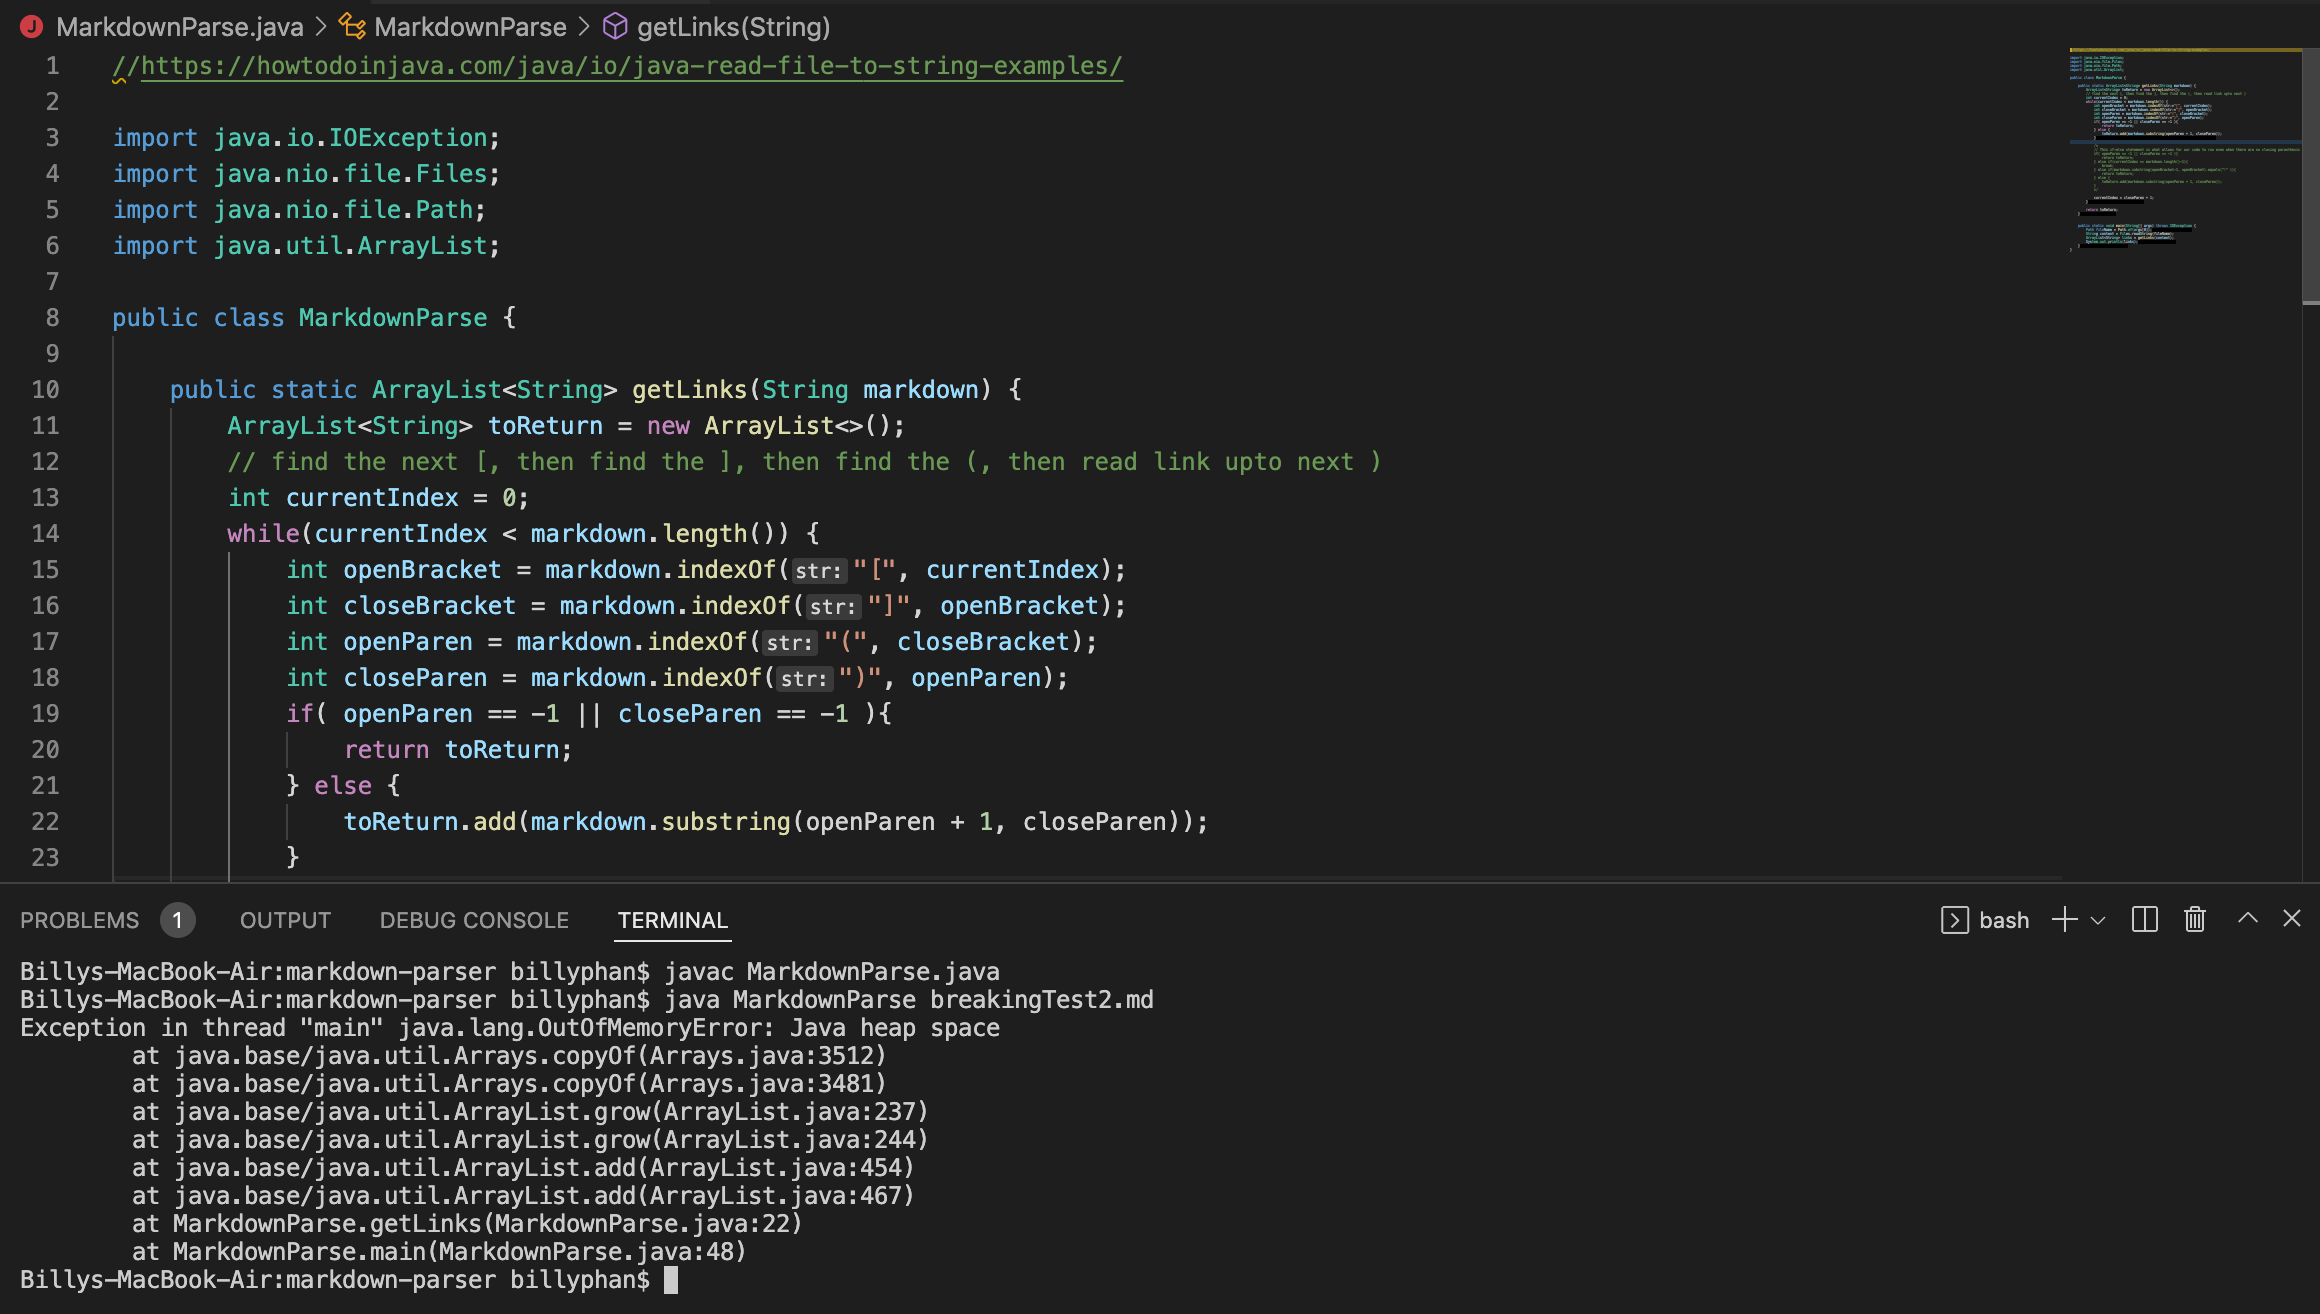 MarkdownParse.java > MarkdownParse > getLinks(String)
1 //https://howtodoinjava.com/java/io/java-read-file-to-string-examples/
2
3 import java.io.IOException;
4 import java.nio.file.Files;
5 import java.nio.file.Path;
6 import java.util.ArrayList;
7
8 public class MarkdownParse {
9
10 public static ArrayList<String> getLinks(String markdown) {
11 ArrayList<String> toReturn = new ArrayList<>();
12 // find the next [, then find the ], then find the (, then read link upto next )
13 int currentIndex = 0;
14 while(currentIndex < markdown.length()) {
15 int openBracket = markdown.indexOf(str:"[", currentIndex);
16 int closeBracket = markdown.indexOf(str:"]", openBracket);
17 int openParen = markdown.indexOf(str:"(", closeBracket);
18 int closeParen = markdown.indexOf(str:")", openParen);
19 if( openParen == -1 || closeParen == -1 ){
20 return toReturn;
21 } else {
22 toReturn.add(markdown.substring(openParen + 1, closeParen));
23 }
PROBLEMS 1 OUTPUT DEBUG CONSOLE TERMINAL bash
Billys-MacBook-Air:markdown-parser billyphan$ javac MarkdownParse.java
Billys-MacBook-Air:markdown-parser billyphan$ java MarkdownParse breakingTest2.md
Exception in thread "main" java.lang.OutOfMemoryError: Java heap space
at java.base/java.util.Arrays.copyOf(Arrays.java:3512)
at java.base/java.util.Arrays.copyOf(Arrays.java:3481)
at java.base/java.util.ArrayList.grow(ArrayList.java:237)
at java.base/java.util.ArrayList.grow(ArrayList.java:244)
at java.base/java.util.ArrayList.add(ArrayList.java:454)
at java.base/java.util.ArrayList.add(ArrayList.java:467)
at MarkdownParse.getLinks(MarkdownParse.java:22)
at MarkdownParse.main(MarkdownParse.java:48)
Billys-MacBook-Air:markdown-parser billyphan$